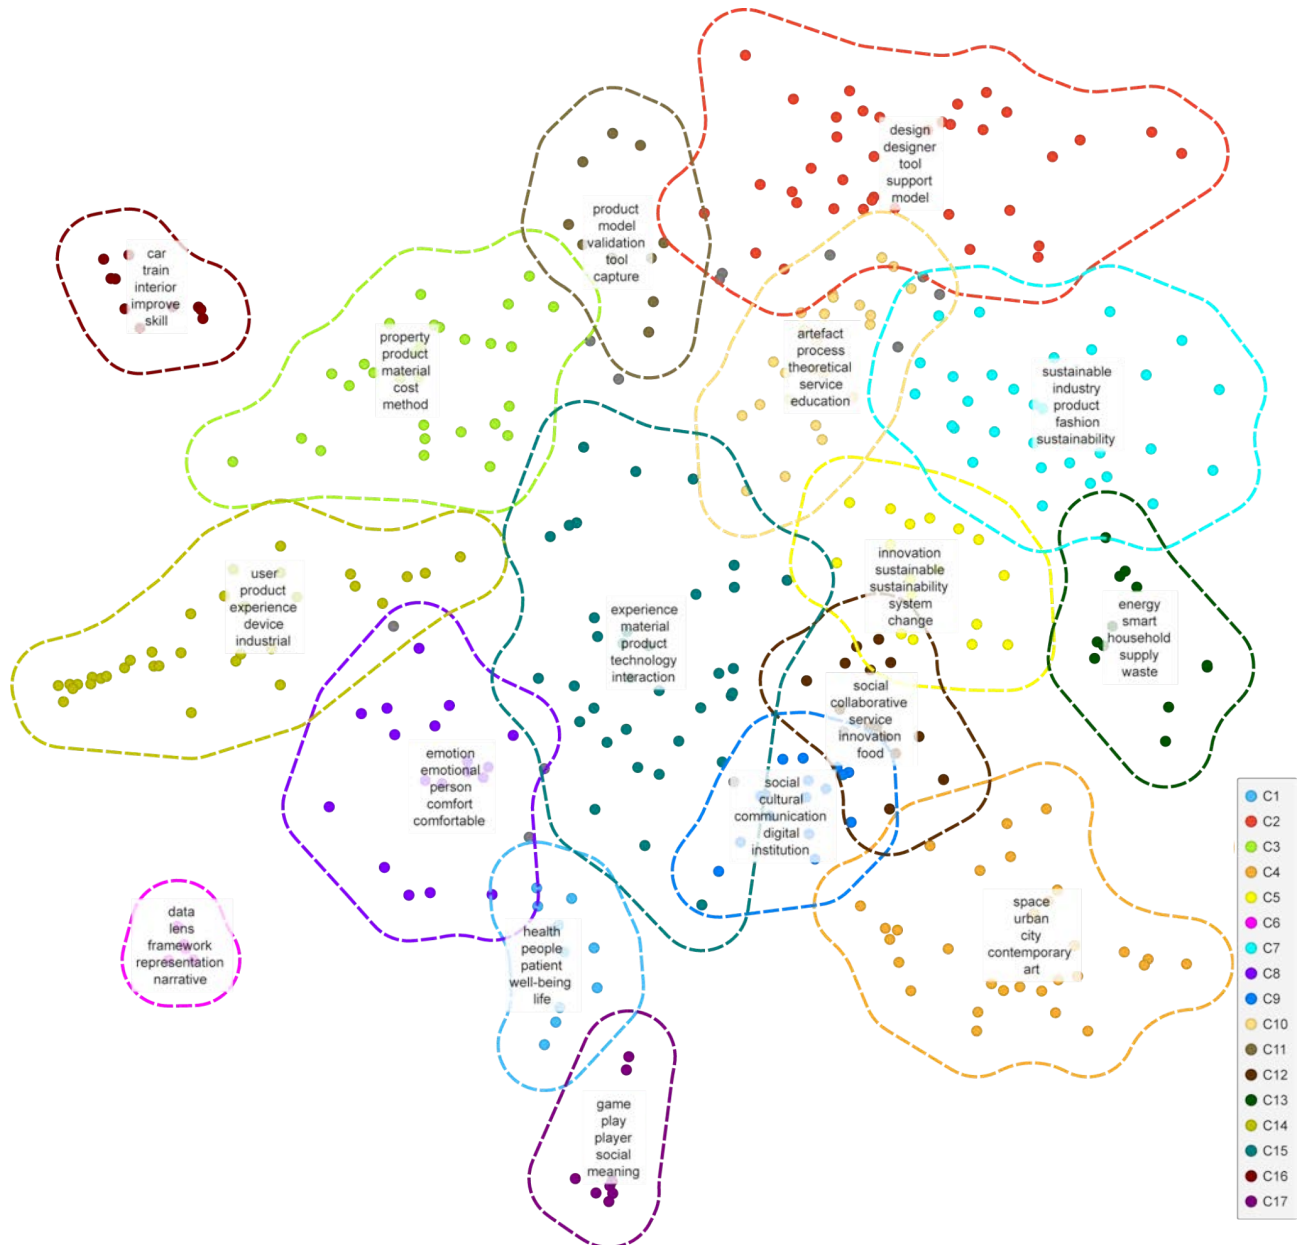 design
designer
tool
support
model
product
model
validation
tool
capture
car
train
interior
improve
skill
property
product
material
cost
method
artefact
process
theoretical
service
education
sustainable
industry
product
fashion
sustainability
user
product
experience
device
industrial
innovation
sustainable
sustainability
system
change
experience
material
product
technology
interaction
energy
smart
household
supply
waste
social
collaborative
service
innovation
food
emotion
emotional
person
comfort
comfortable
social
cultural
communication
digital
institution
data
lens
framework
representation
narrative
health
people
patient
well-being
life
space
urban
city
contemporary
art
game
play
player
social
meaning
C1
C2
C3
C4
C5
C6
C7
C8
C9
C10
C11
C12
C13
C14
C15
C16
C17